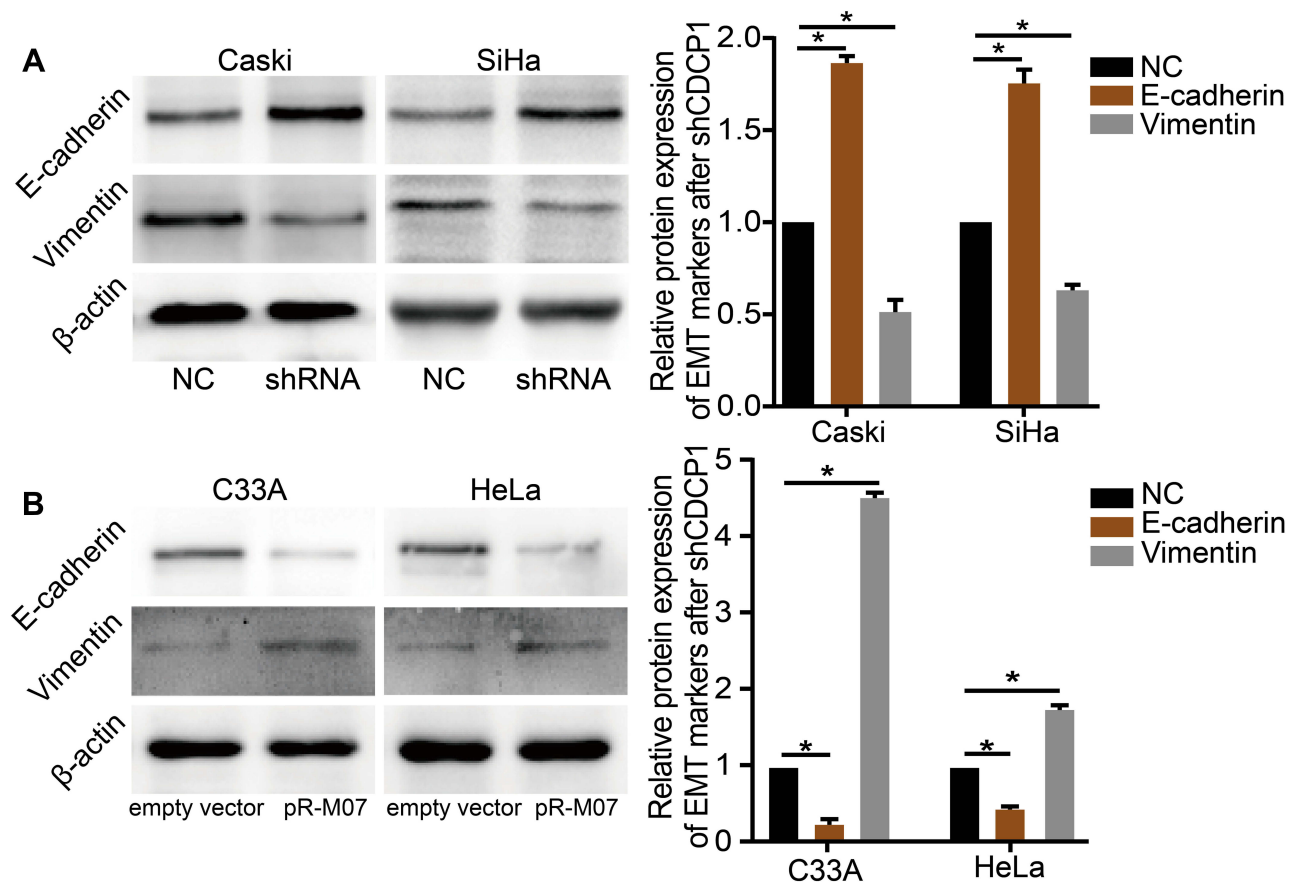 A
Caski
SiHa
E-cadherin
Vimentin
β-actin
NC
shRNA
NC
shRNA
Relative protein expression
of EMT markers after shCDCP1
2.0
1.5
1.0
0.5
0.0
*
*
*
*
Caski
SiHa
NC
E-cadherin
Vimentin
B
C33A
HeLa
E-cadherin
Vimentin
β-actin
empty vector
pR-M07
empty vector
pR-M07
Relative protein expression
of EMT markers after shCDCP1
5
4
3
2
1
0
*
*
*
*
C33A
HeLa
NC
E-cadherin
Vimentin